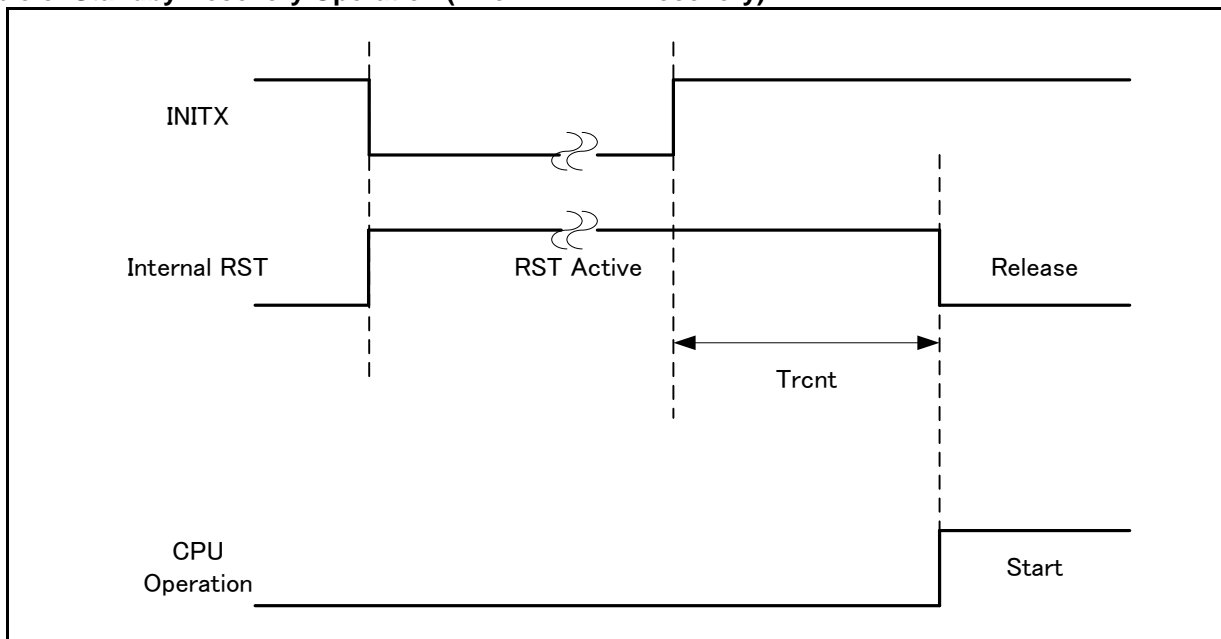 INITX
Internal RST
RST Active
Release
Trcnt
CPU
Operation
Start